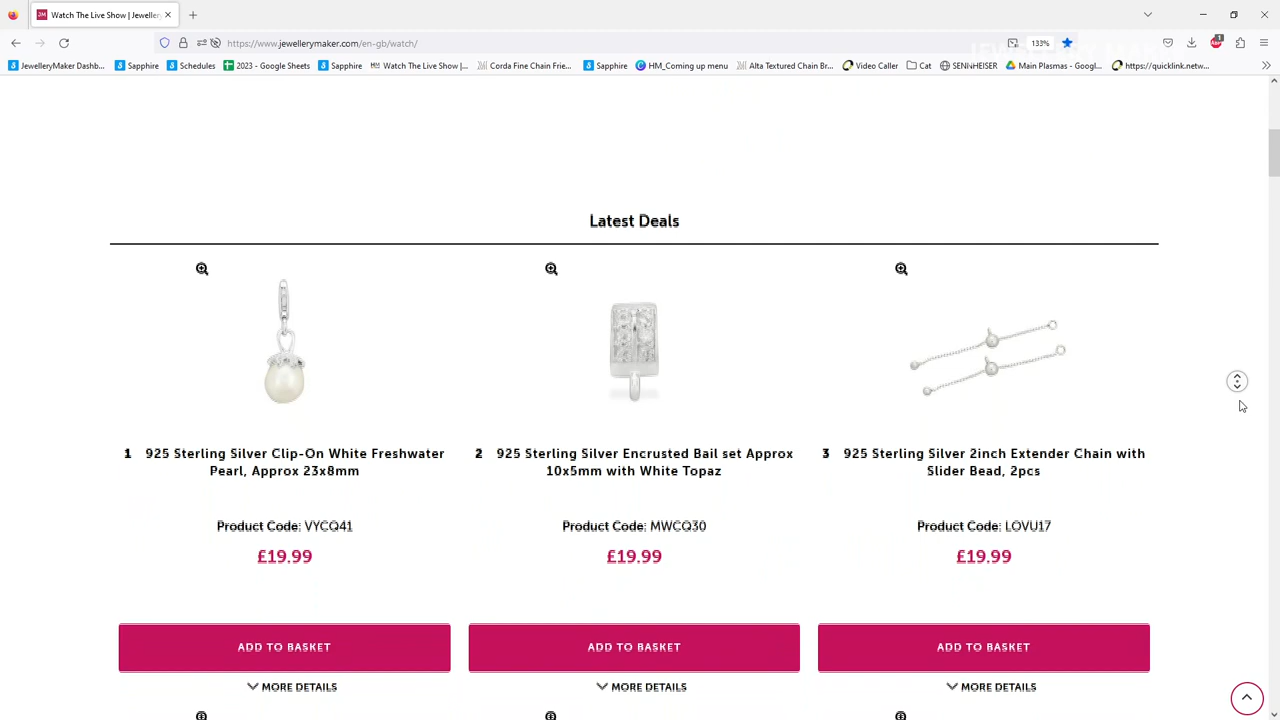 Watch The Live Show | Jeweller
https://www.jewellerymaker.com/en-gb/watch/
133%
1
JewelleryMaker Dashb...
Sapphire
Schedules
2023 - Google Sheets
Sapphire
Watch The Live Show |...
Corda Fine Chain Frie...
Sapphire
HM_Coming up menu
Alta Textured Chain Br...
Video Caller
Cat
SENNHEISER
Main Plasmas - Googl...
https://quicklink.netw...
Latest Deals
1 925 Sterling Silver Clip-On White Freshwater
Pearl, Approx 23x8mm
Product Code: VYCQ41
£19.99
ADD TO BASKET
MORE DETAILS
2 925 Sterling Silver Encrusted Bail set Approx
10x5mm with White Topaz
Product Code: MWCQ30
£19.99
ADD TO BASKET
MORE DETAILS
3 925 Sterling Silver 2inch Extender Chain with
Slider Bead, 2pcs
Product Code: LOVU17
£19.99
ADD TO BASKET
MORE DETAILS